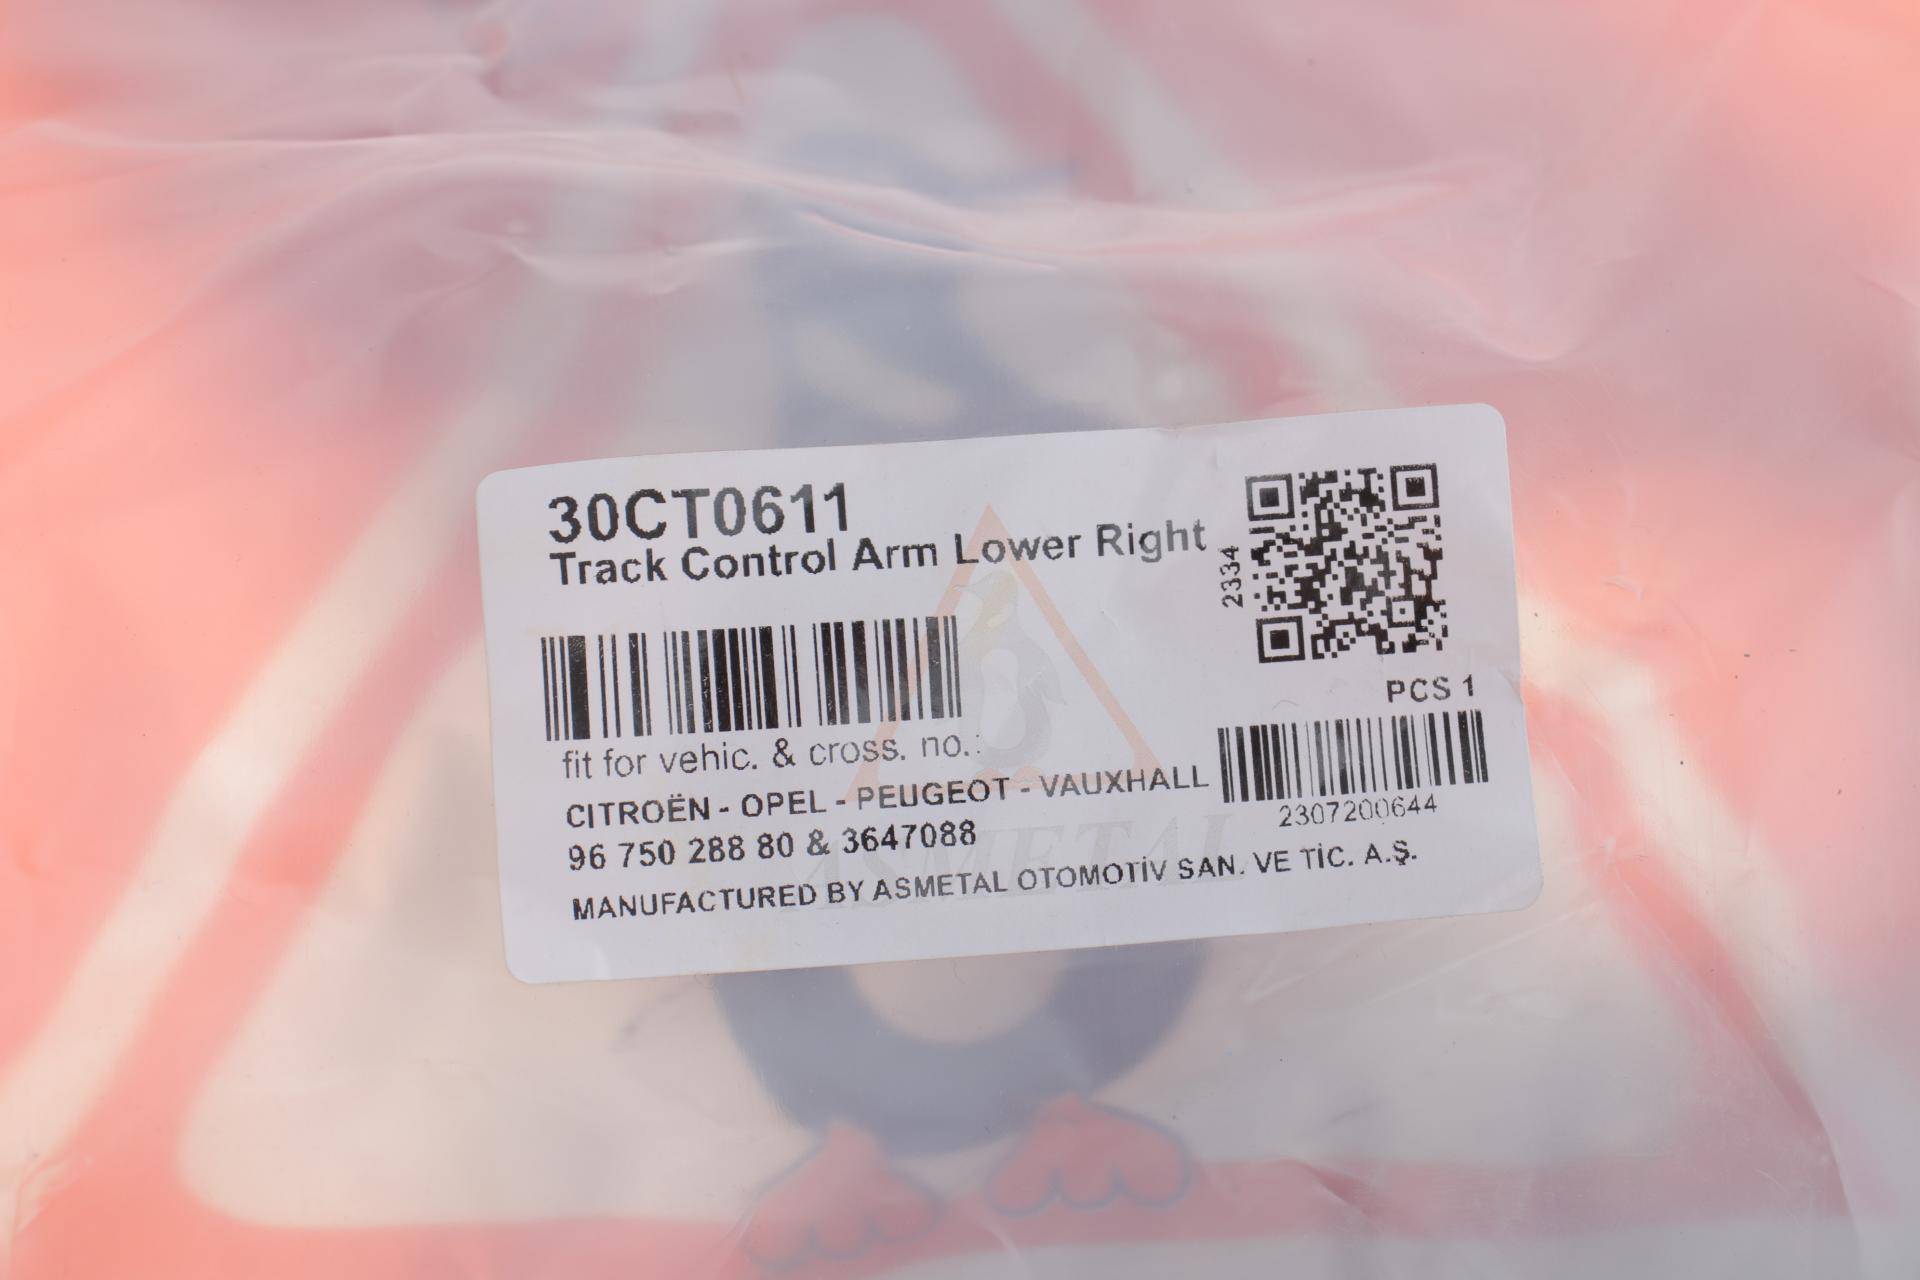 30CT0611
Track Control Arm Lower Right
2334
PCS 1
fit for vehic. & cross. no.:
CITROËN - OPEL - PEUGEOT - VAUXHALL
96 750 288 80 & 3647088
2307200644
MANUFACTURED BY ASMETAL OTOMOTİV SAN. VE TİC. A.Ş.
ASMETAL